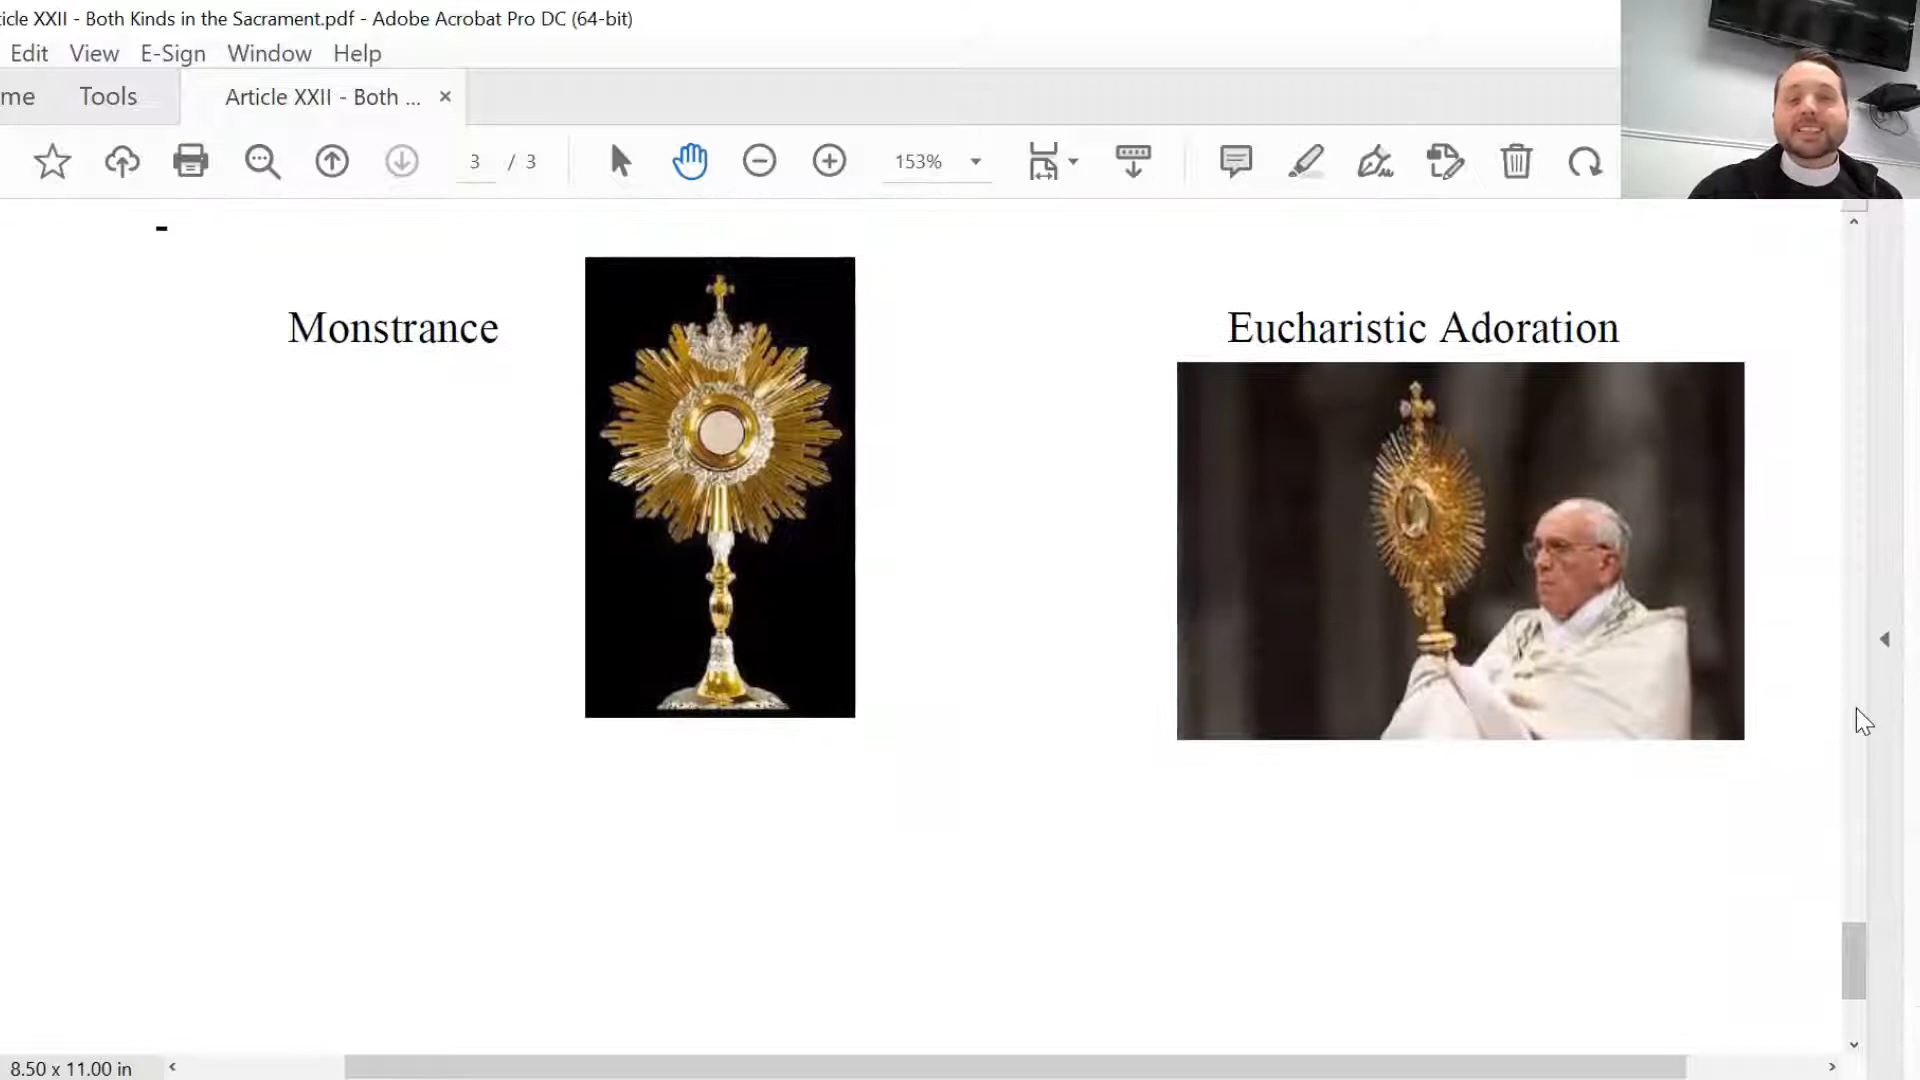 ticle XXII - Both Kinds in the Sacrament.pdf - Adobe Acrobat Pro DC (64-bit)
Edit View E-Sign Window Help
me Tools Article XXII - Both ... ×
3 / 3 153%
-
Monstrance
Eucharistic Adoration
8.50 x 11.00 in